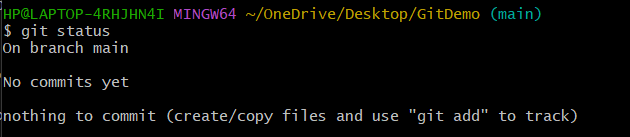 HP@LAPTOP-4RHJHN4I MINGW64 ~/OneDrive/Desktop/GitDemo (main)
$ git status
On branch main
No commits yet
nothing to commit (create/copy files and use "git add" to track)